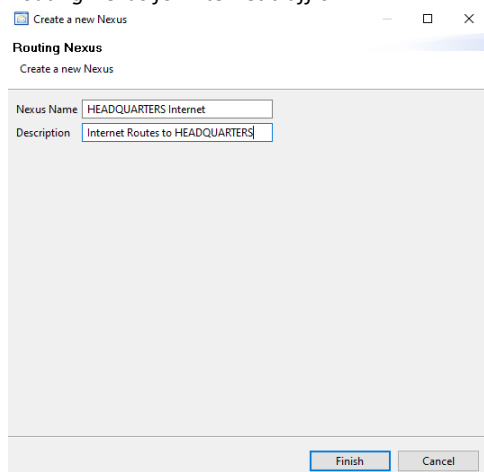 Create a new Nexus
Routing Nexus
Create a new Nexus
Nexus Name HEADQUARTERS Internet
Description Internet Routes to HEADQUARTERS
Finish Cancel